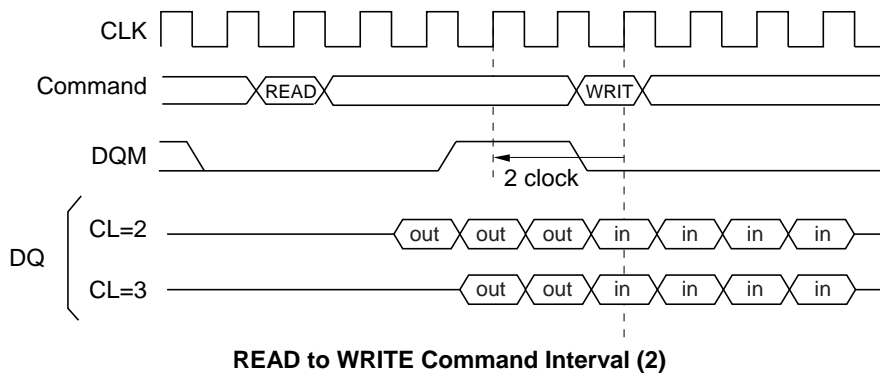 CLK
Command READ WRIT
DQM
2 clock
CL=2 out out out in in in in
DQ
CL=3 out out in in in in
READ to WRITE Command Interval (2)